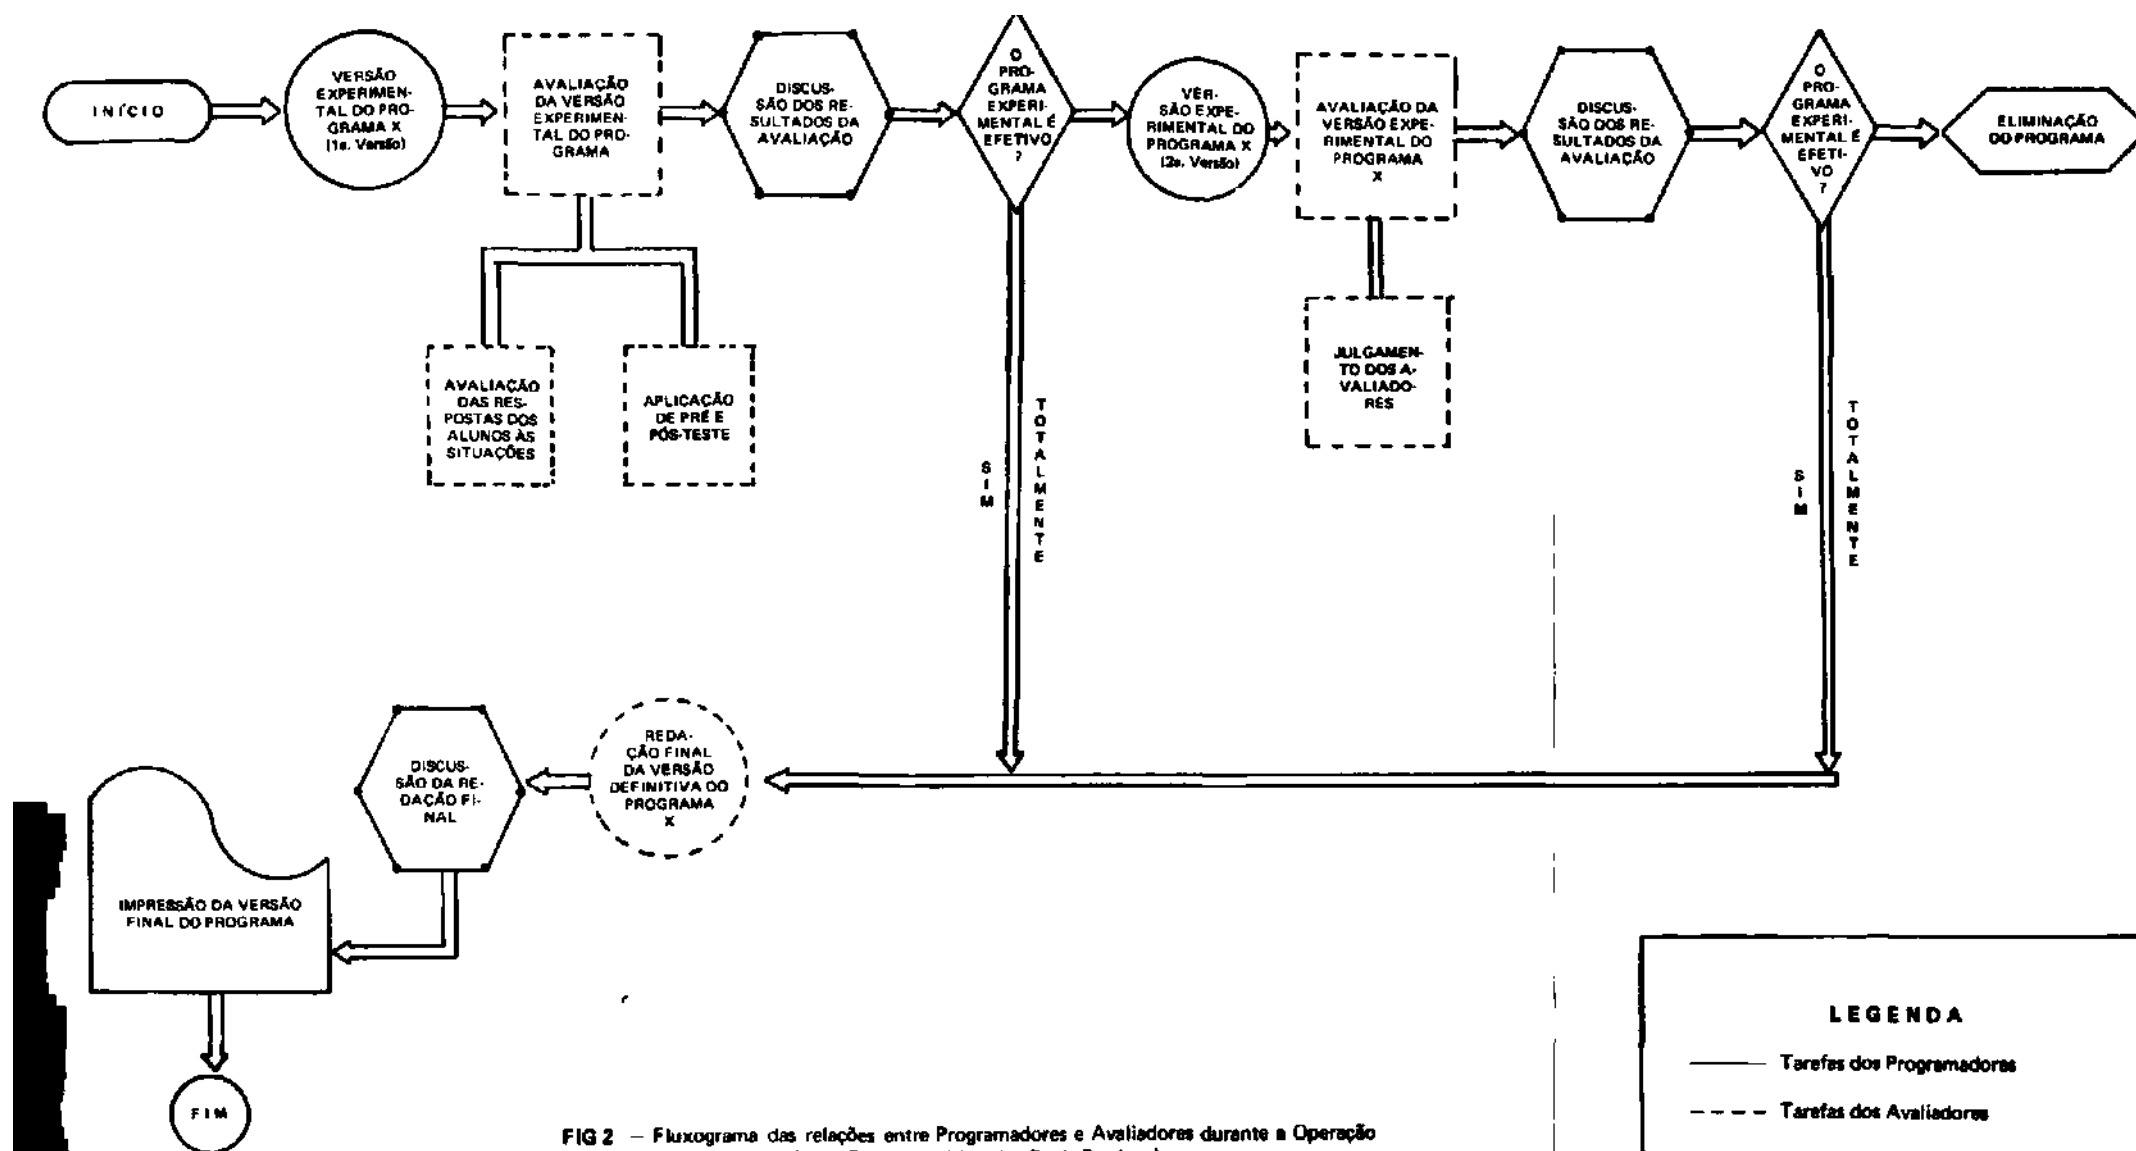 INÍCIO
VERSÃO
EXPERIMEN-
TAL DO PRO-
GRAMA X
(1a. Versão)
AVALIAÇÃO
DA VERSÃO
EXPERIMEN-
TAL DO PRO-
GRAMA
DISCUS-
SÃO DOS RE-
SULTADOS DA
AVALIAÇÃO
O
PRO-
GRAMA
EXPERI-
MENTAL É
EFETIVO
?
VER-
SÃO EXPE-
RIMENTAL DO
PROGRAMA X
(2a. Versão)
AVALIAÇÃO DA
VERSÃO EXPE-
RIMENTAL DO
PROGRAMA
X
DISCUS-
SÃO DOS RE-
SULTADOS DA
AVALIAÇÃO
O
PRO-
GRAMA
EXPERI-
MENTAL É
EFETI-
VO
?
ELIMINAÇÃO
DO PROGRAMA
AVALIAÇÃO
DAS RES-
POSTAS DOS
ALUNOS ÀS
SITUAÇÕES
APLICAÇÃO
DE PRÉ E
PÓS-TESTE
JULGAMEN-
TO DOS A-
VALIADO-
RES
SIM
TOTALMENTE
SIM
TOTALMENTE
REDA-
ÇÃO FINAL
DA VERSÃO
DEFINITIVA DO
PROGRAMA
X
DISCUS-
SÃO DA RE-
DAÇÃO FI-
NAL
IMPRESSÃO DA VERSÃO
FINAL DO PROGRAMA
FIM
LEGENDA
Tarefas dos Programadores
Tarefas dos Avaliadores
FIG 2 — Fluxograma das relações entre Programadores e Avaliadores durante a Operação